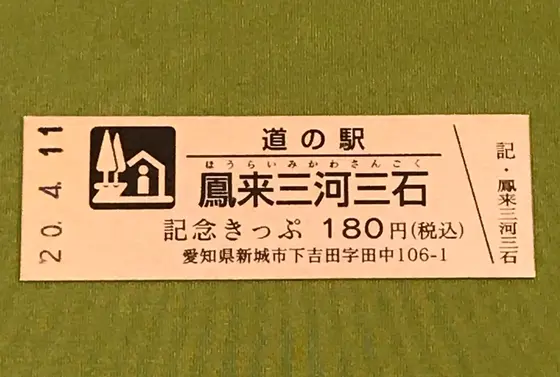 20. 4. 11
道の駅
ほうらいみかわさんごく
鳳来三河三石
記念きっぷ 180円(税込)
愛知県新城市下吉田字田中106-1
記・鳳来三河三石